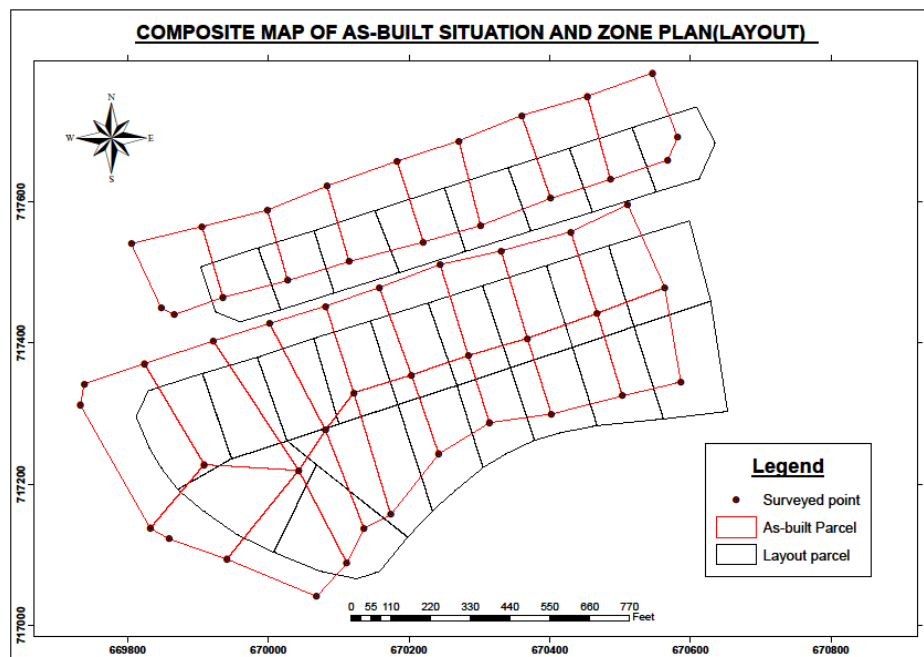 COMPOSITE MAP OF AS-BUILT SITUATION AND ZONE PLAN(LAYOUT)
N
W E
S
717600
717400
717200
717000
Legend
Surveyed point
As-built Parcel
Layout parcel
0 55 110 220 330 440 550 660 770
Feet
669800 670000 670200 670400 670600 670800